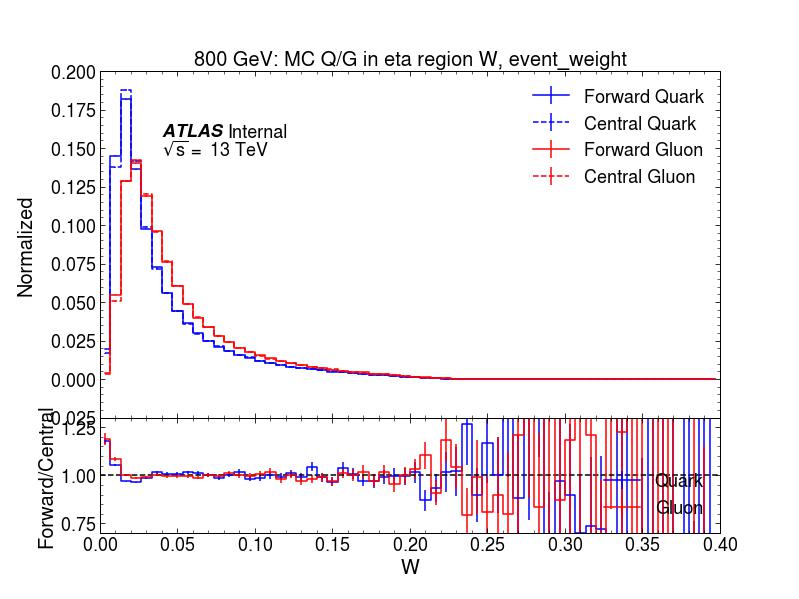 800 GeV: MC Q/G in eta region W, event_weight
0.200
0.175
0.150
0.125
0.100
0.075
0.050
0.025
0.000
0.025
Normalized
ATLAS Internal
√s = 13 TeV
Forward Quark
Central Quark
Forward Gluon
Central Gluon
1.25
1.00
0.75
Forward/Central
Quark
Gluon
0.00 0.05 0.10 0.15 0.20 0.25 0.30 0.35 0.40
W